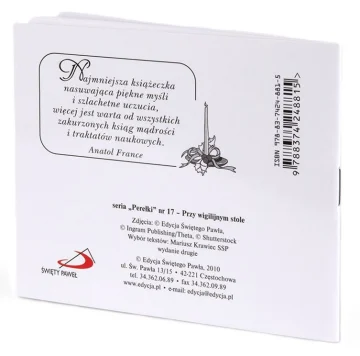 Najmniejsza książeczka
nasuwająca piękne myśli
i szlachetne uczucia,
więcej jest warta od wszystkich
zakurzonych ksiąg mądrości
i traktatów naukowych.
Anatol France
ISBN 978-83-7424-881-5
9788374248815
seria „Perełki” nr 17 – Przy wigilijnym stole
Zdjęcia: © Edycja Świętego Pawła,
© Ingram Publishing/Theta, © Shutterstock
Wybór tekstów: Mariusz Krawiec SSP
wydanie drugie
© Edycja Świętego Pawła, 2010
ul. Św. Pawła 13/15 • 42-221 Częstochowa
tel. 34.362.06.89 • fax 34.362.09.89
www.edycja.pl • e-mail: edycja@edycja.pl
ŚWIĘTY PAWEŁ